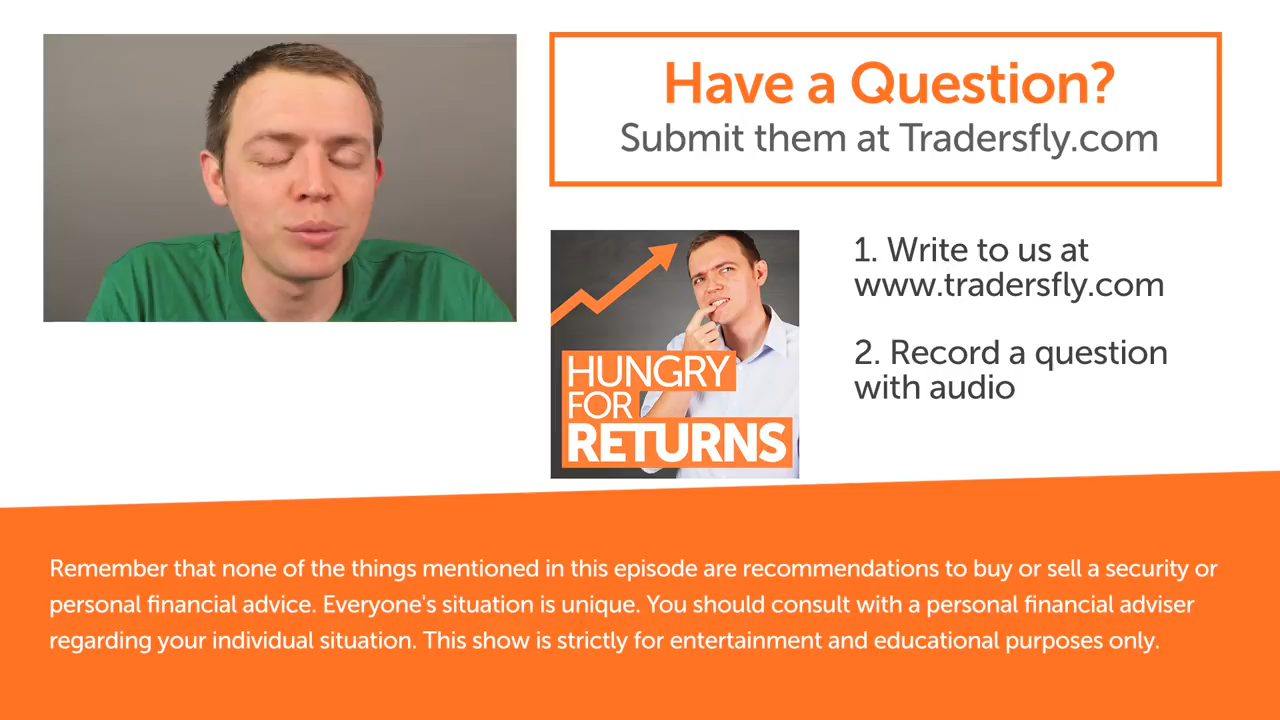 Have a Question?
Submit them at Tradersfly.com
HUNGRY
FOR
RETURNS
1. Write to us at
www.tradersfly.com
2. Record a question
with audio
Remember that none of the things mentioned in this episode are recommendations to buy or sell a security or
personal financial advice. Everyone's situation is unique. You should consult with a personal financial adviser
regarding your individual situation. This show is strictly for entertainment and educational purposes only.